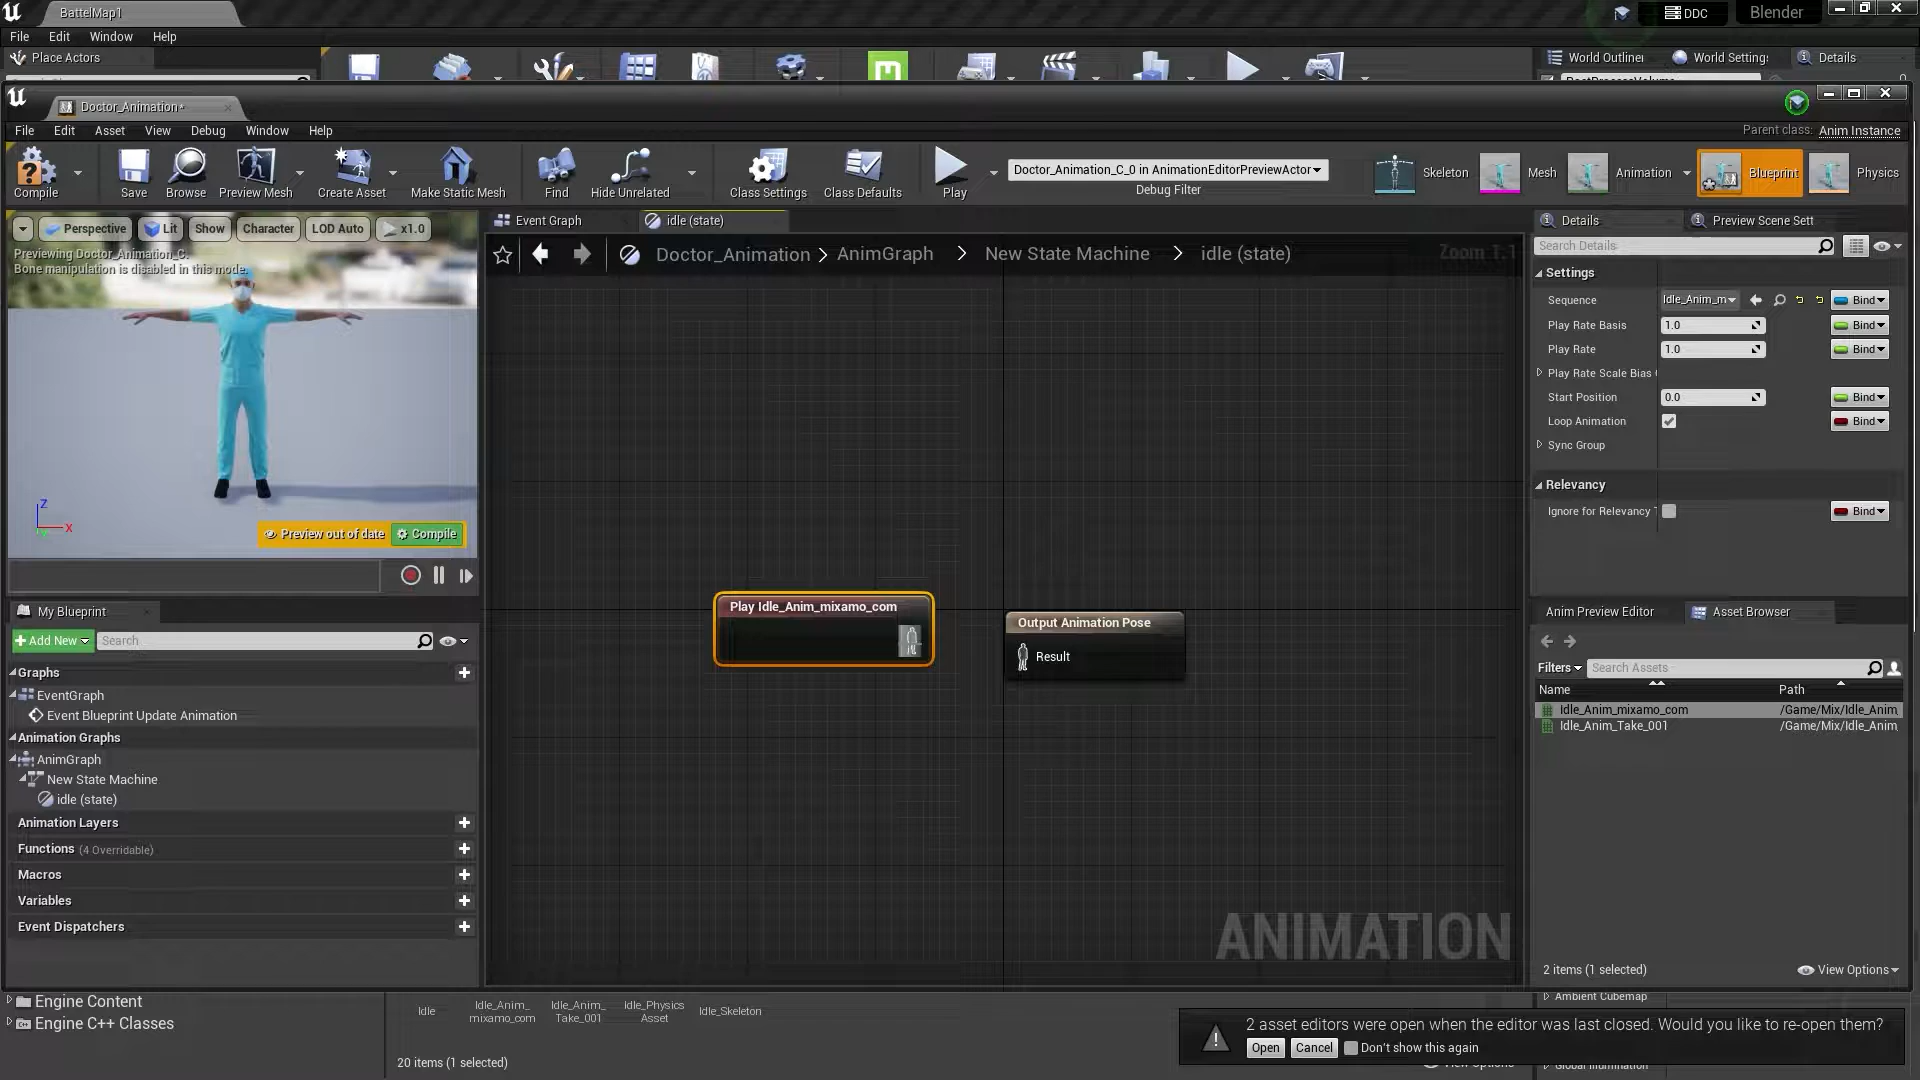 BattelMap1
DDC
Blender
File Edit Window Help
Place Actors
World Outliner
World Settings
Details
Doctor_Animation*
File Edit Asset View Debug Window Help
Parent class: Anim Instance
Compile
Save
Browse
Preview Mesh
Create Asset
Make Static Mesh
Find
Hide Unrelated
Class Settings
Class Defaults
Play
Doctor_Animation_C_0 in AnimationEditorPreviewActor
Debug Filter
Skeleton
Mesh
Animation
Blueprint
Physics
Perspective
Lit
Show
Character
LOD Auto
x1.0
Previewing Doctor_Animation_C.
Bone manipulation is disabled in this mode.
Z
X
Preview out of date
Compile
Event Graph
idle (state)
Doctor_Animation > AnimGraph > New State Machine > idle (state)
Zoom 1:1
Play Idle_Anim_mixamo_com
Output Animation Pose
Result
ANIMATION
Details
Preview Scene Sett
Search Details
Settings
Sequence Idle_Anim_m Bind
Play Rate Basis 1.0 Bind
Play Rate 1.0 Bind
Play Rate Scale Bias
Start Position 0.0 Bind
Loop Animation Bind
Sync Group
Relevancy
Ignore for Relevancy Bind
My Blueprint
Add New
Search
Graphs
EventGraph
Event Blueprint Update Animation
Animation Graphs
AnimGraph
New State Machine
idle (state)
Animation Layers
Functions (4 Overridable)
Macros
Variables
Event Dispatchers
Anim Preview Editor
Asset Browser
Filters
Search Assets
Name Path
Idle_Anim_mixamo_com /Game/Mix/Idle_Anim_
Idle_Anim_Take_001 /Game/Mix/Idle_Anim_
2 items (1 selected)
View Options
Engine Content
Engine C++ Classes
Idle
Idle_Anim_
mixamo_com
Idle_Anim_
Take_001
Idle_Physics
Asset
Idle_Skeleton
20 items (1 selected)
Ambient Cubemap
2 asset editors were open when the editor was last closed. Would you like to re-open them?
Open
Cancel
Don't show this again
View Options
Global Illumination